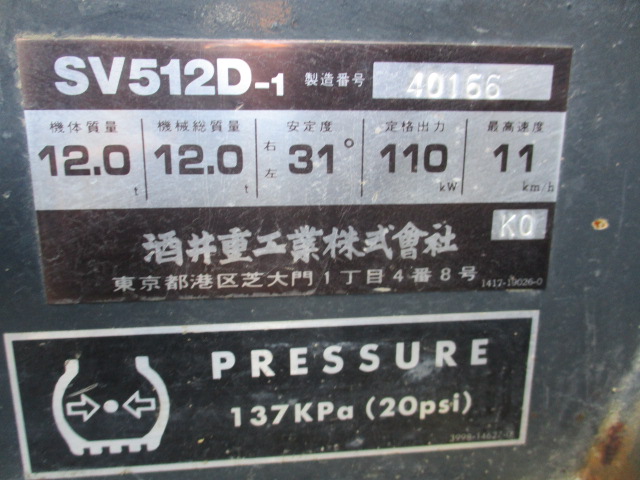 SV512D-1 製造番号 40166
機体質量 機械総質量 安定度 定格出力 最高速度
12.0 t 12.0 t 右左 31° 110 kW 11 km/h
KO
酒井重工業株式會社
東京都港区芝大門1丁目4番8号 1417-19026-0
PRESSURE
137KPa (20psi)